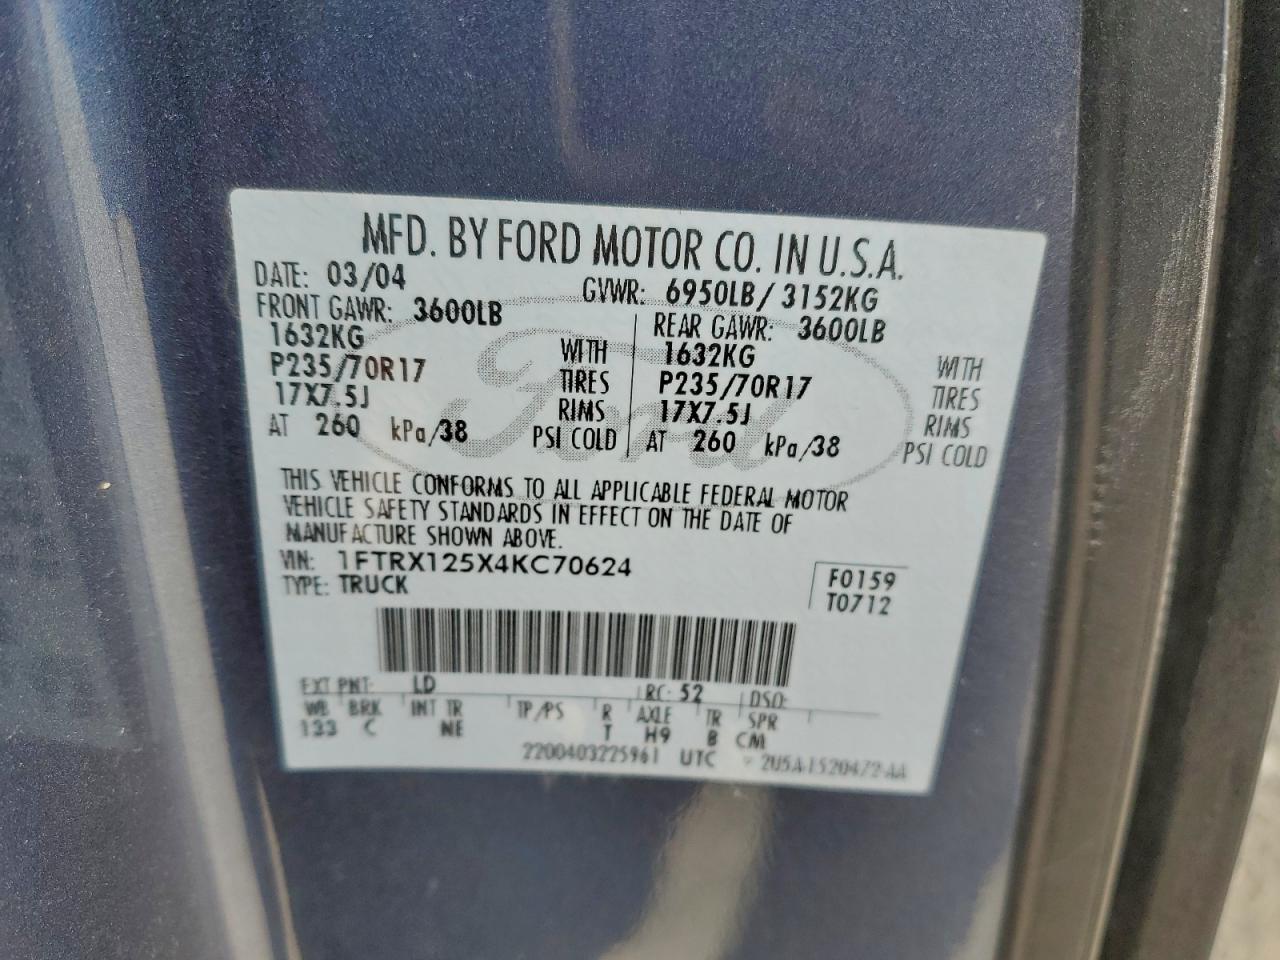 MFD. BY FORD MOTOR CO. IN U.S.A.
DATE: 03/04 GVWR: 6950LB/ 3152KG
FRONT GAWR: 3600LB REAR GAWR: 3600LB
1632KG WITH 1632KG WITH
P235/70R17 TIRES P235/70R17 TIRES
17X7.5J RIMS 17X7.5J RIMS
AT 260 kPa/38 PSI COLD AT 260 kPa/38 PSI COLD
Ford
THIS VEHICLE CONFORMS TO ALL APPLICABLE FEDERAL MOTOR
VEHICLE SAFETY STANDARDS IN EFFECT ON THE DATE OF
MANUFACTURE SHOWN ABOVE.
VIN: 1FTRX125X4KC70624 F0159
TYPE: TRUCK T0712
EXT PNT: LD RC: 52 DSO:
WB BRK INT TR TP/PS R AXLE TR SPR
133 C NE T H9 B CM
2200403225961 UTC 2U5A-1520472-AA